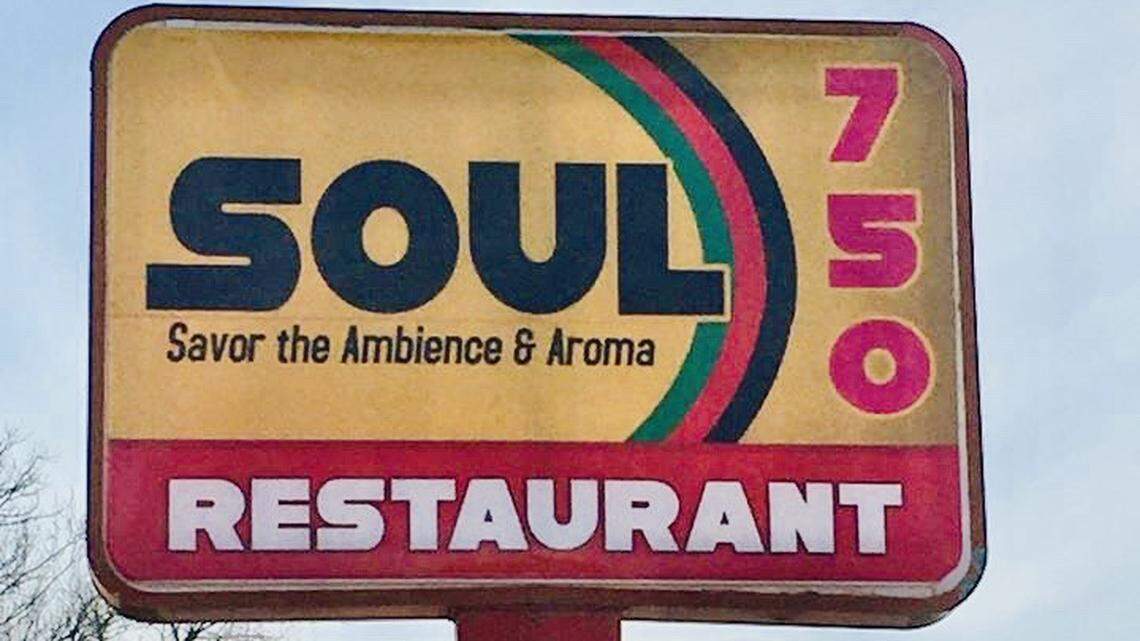 SOUL
Savor the Ambience & Aroma
750
RESTAURANT